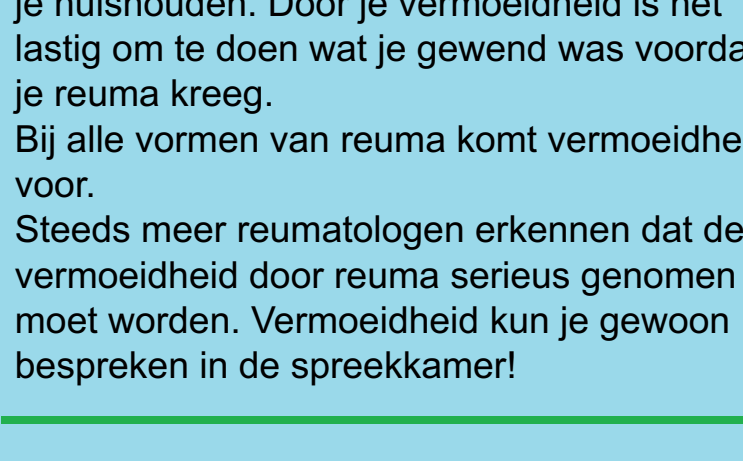 je huishouden. Door je vermoeidheid is het
lastig om te doen wat je gewend was voorda
je reuma kreeg.
Bij alle vormen van reuma komt vermoeidhe
voor.
Steeds meer reumatologen erkennen dat de
vermoeidheid door reuma serieus genomen
moet worden. Vermoeidheid kun je gewoon
bespreken in de spreekkamer!